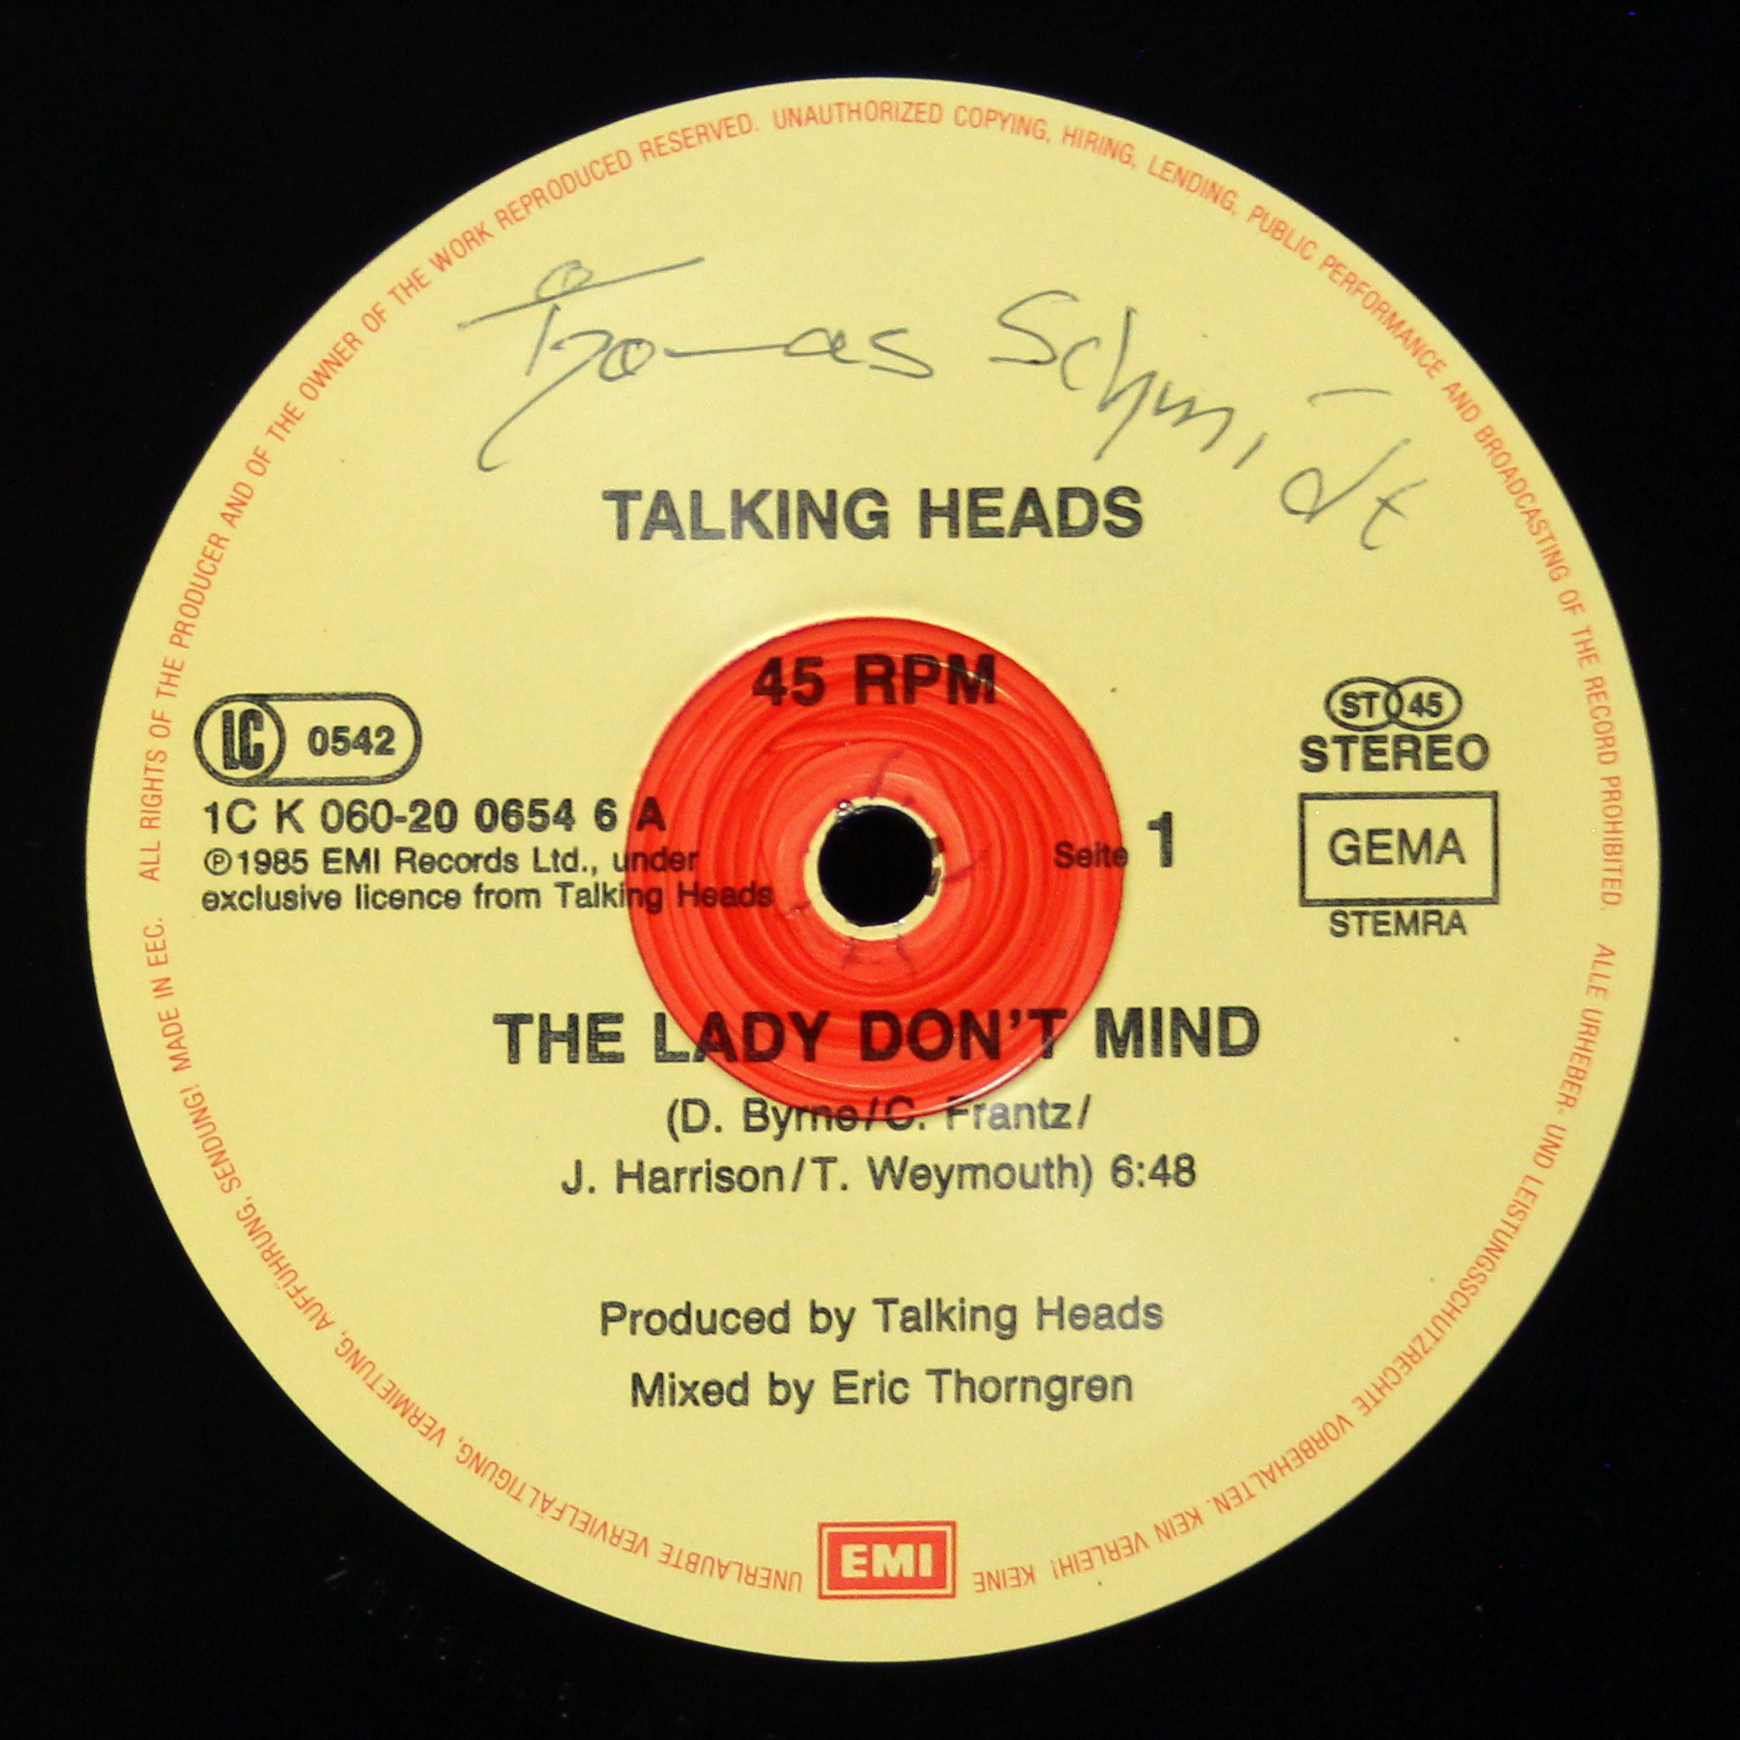 ALL RIGHTS OF THE PRODUCER AND OF THE OWNER OF THE WORK REPRODUCED RESERVED. UNAUTHORIZED COPYING, HIRING, LENDING, PUBLIC PERFORMANCE AND BROADCASTING OF THE RECORD PROHIBITED.
Thomas Schmidt
TALKING HEADS
45 RPM
LC 0542
1C K 060-20 0654 6 A
℗1985 EMI Records Ltd., under
exclusive licence from Talking Heads
Seite 1
ST 45
STEREO
GEMA
STEMRA
THE LADY DON'T MIND
(D. Byrne/C. Frantz/
J. Harrison/T. Weymouth) 6:48
Produced by Talking Heads
Mixed by Eric Thorngren
EMI
ALLE URHEBER- UND LEISTUNGSSCHUTZRECHTE VORBEHALTEN. KEIN VERLEIH! KEINE UNERLAUBTE VERVIELFÄLTIGUNG, VERMIETUNG, AUFFÜHRUNG, SENDUNG! MADE IN EEC.